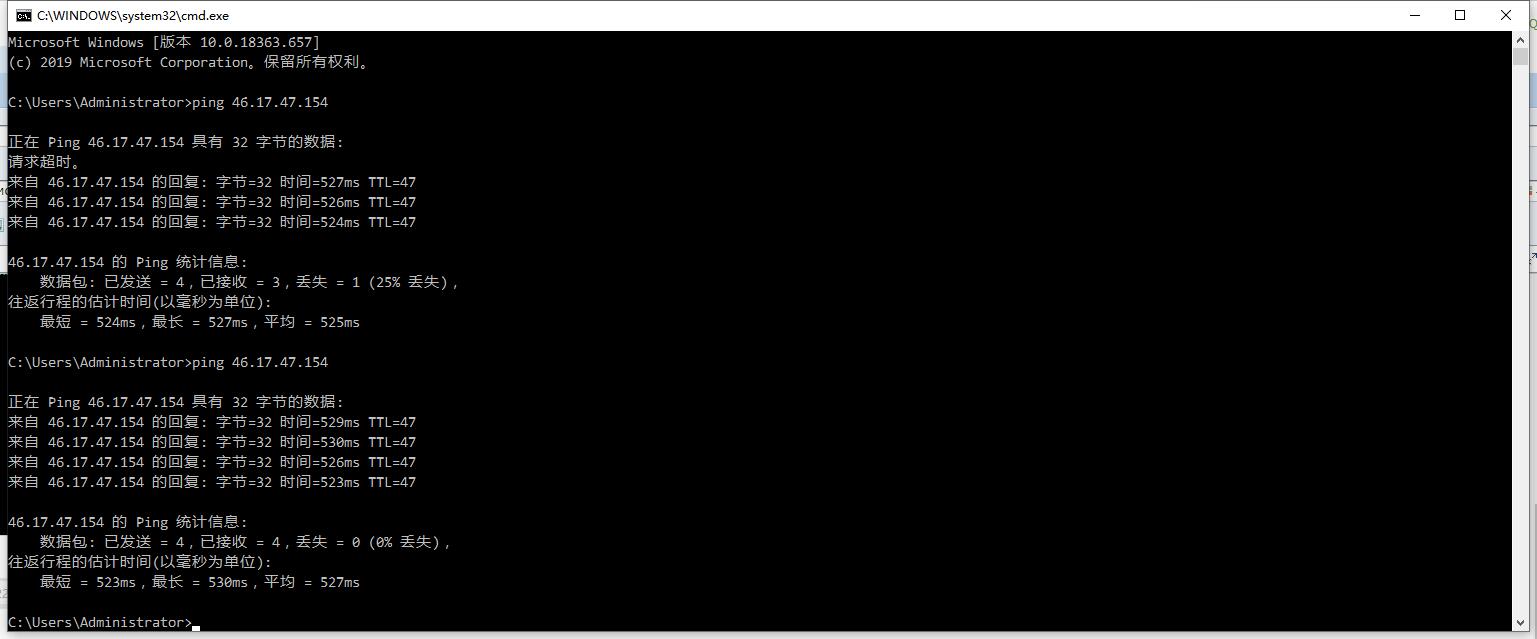 C:\WINDOWS\system32\cmd.exe
Microsoft Windows [版本 10.0.18363.657]
(c) 2019 Microsoft Corporation。保留所有权利。
C:\Users\Administrator>ping 46.17.47.154
正在 Ping 46.17.47.154 具有 32 字节的数据:
请求超时。
来自 46.17.47.154 的回复: 字节=32 时间=527ms TTL=47
来自 46.17.47.154 的回复: 字节=32 时间=526ms TTL=47
来自 46.17.47.154 的回复: 字节=32 时间=524ms TTL=47
46.17.47.154 的 Ping 统计信息:
数据包: 已发送 = 4，已接收 = 3，丢失 = 1 (25% 丢失)，
往返行程的估计时间(以毫秒为单位):
最短 = 524ms，最长 = 527ms，平均 = 525ms
C:\Users\Administrator>ping 46.17.47.154
正在 Ping 46.17.47.154 具有 32 字节的数据:
来自 46.17.47.154 的回复: 字节=32 时间=529ms TTL=47
来自 46.17.47.154 的回复: 字节=32 时间=530ms TTL=47
来自 46.17.47.154 的回复: 字节=32 时间=526ms TTL=47
来自 46.17.47.154 的回复: 字节=32 时间=523ms TTL=47
46.17.47.154 的 Ping 统计信息:
数据包: 已发送 = 4，已接收 = 4，丢失 = 0 (0% 丢失)，
往返行程的估计时间(以毫秒为单位):
最短 = 523ms，最长 = 530ms，平均 = 527ms
C:\Users\Administrator>